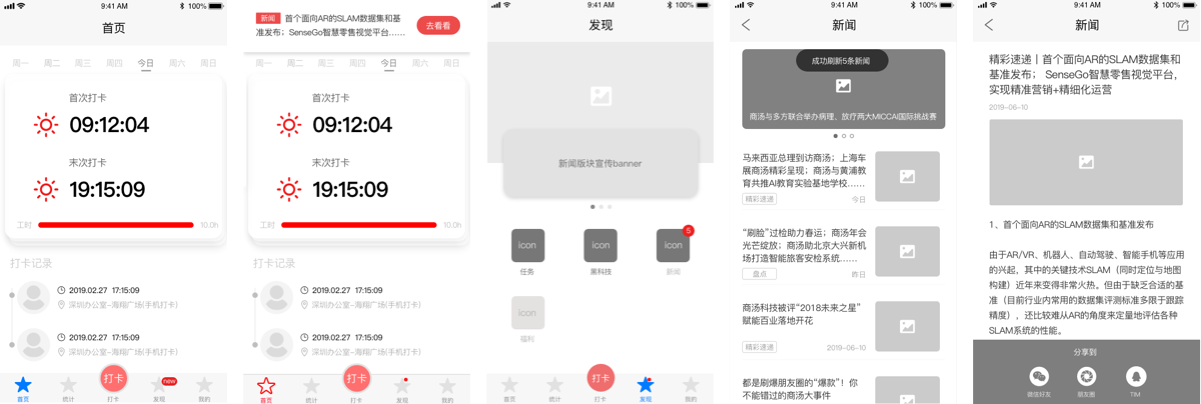 9:41 AM
100%
首页
周一 周二 周三 周四 今日 周六 周日
首次打卡
09:12:04
末次打卡
19:15:09
工时
10.0h
打卡记录
2019.02.27 17:15:09
深圳办公室-海翔广场(手机打卡)
2019.02.27 17:15:09
深圳办公室-海翔广场(手机打卡)
打卡
new
首页 统计 打卡 发现 我的
9:41 AM
100%
新闻 首个面向AR的SLAM数据集和基
准发布；SenseGo智慧零售视觉平台……
去看看
周一 周二 周三 周四 今日 周六 周日
首次打卡
09:12:04
末次打卡
19:15:09
工时
10.0h
打卡记录
2019.02.27 17:15:09
深圳办公室-海翔广场(手机打卡)
2019.02.27 17:15:09
深圳办公室-海翔广场(手机打卡)
打卡
首页 统计 打卡 发现 我的
9:41 AM
100%
发现
新闻版块宣传banner
icon icon icon
5
任务 黑科技 新闻
icon
福利
打卡
首页 统计 打卡 发现 我的
9:41 AM
100%
新闻
成功刷新5条新闻
商汤与多方联合举办病理、放疗两大MICCAI国际挑战赛
马来西亚总理到访商汤；上海车
展商汤精彩呈现；商汤与黄浦教
育共推AI教育实验基地学校……
精彩速递
今日
“刷脸”过检助力春运；商汤年会
光芒绽放；商汤助北京大兴新机
场打造智能旅客安检系统……
盘点
昨日
商汤科技被评“2018未来之星”
赋能百业落地开花
精彩速递
2019-06-10
都是刷爆朋友圈的“爆款”！你
不能错过的商汤大事件
9:41 AM
100%
新闻
精彩速递丨首个面向AR的SLAM数据集和
基准发布； SenseGo智慧零售视觉平台，
实现精准营销+精细化运营
2019-06-10
1、首个面向AR的SLAM数据集和基准发布
由于AR/VR、机器人、自动驾驶、智能手机等应用
的兴起，其中的关键技术SLAM（同时定位与地图
构建）近年来变得非常火热。但由于缺乏合适的基
准（目前行业内常用的数据集评测标准多限于跟踪
精度），还比较难从AR的角度来定量地评估各种
SLAM系统的性能。
分享到
微信好友 朋友圈 TIM